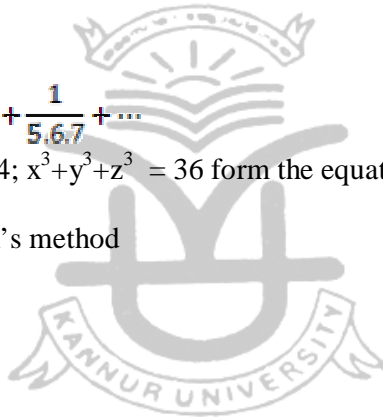 + 1/5.6.7 + ...
4; x³+y³+z³ = 36 form the equat
's method
KANNUR UNIVERSITY